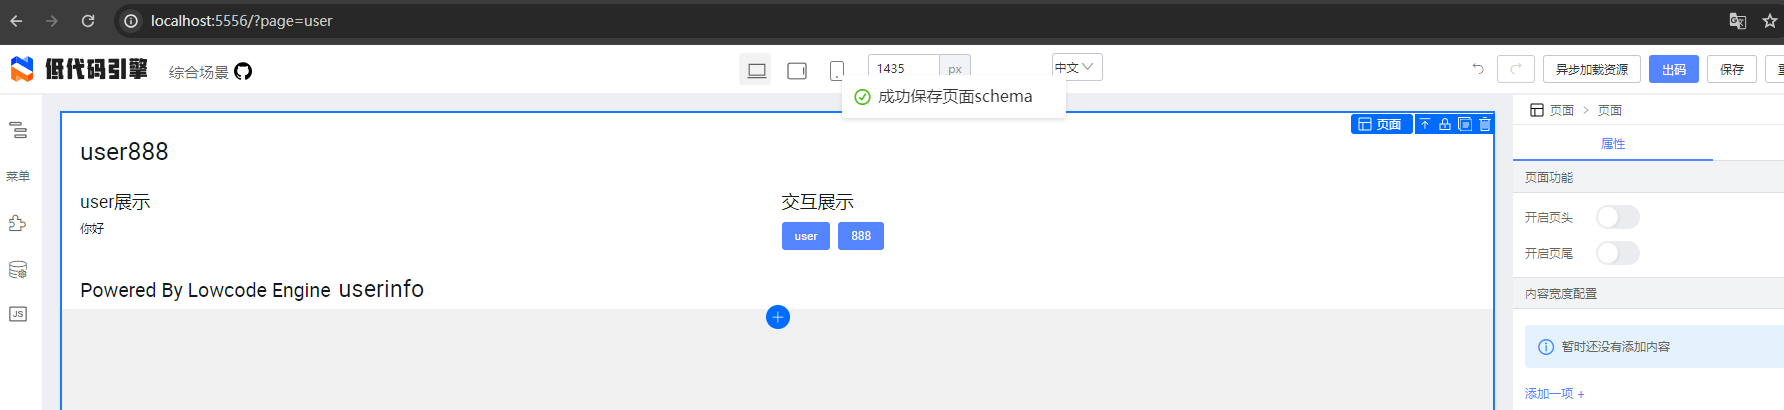 localhost:5556/?page=user
低代码引擎 综合场景 1435 px 中文 异步加载资源 出码 保存
成功保存页面schema
页面 页面 > 页面
user888
属性
菜单
页面功能
user展示 交互展示
开启页头
你好
user 888
开启页尾
Powered By Lowcode Engine userinfo
内容宽度配置
JS
暂时还没有添加内容
添加一项 +